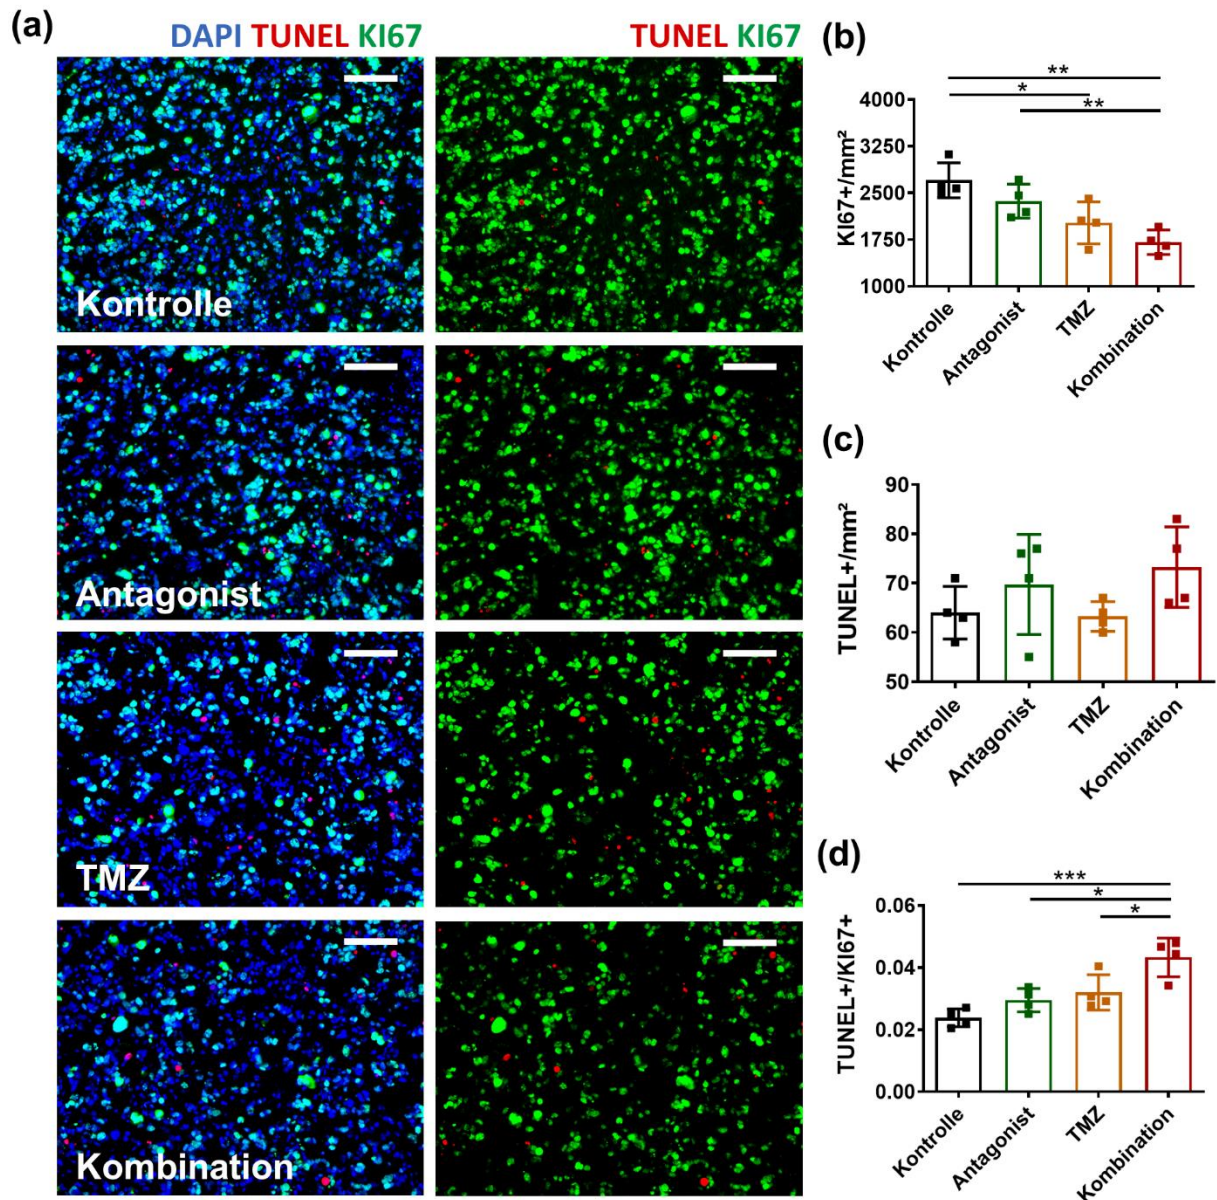 (a)
DAPI TUNEL KI67
TUNEL KI67
Kontrolle
Antagonist
TMZ
Kombination
(b)
**
*
**
KI67+/mm²
4000
3250
2500
1750
1000
Kontrolle
Antagonist
TMZ
Kombination
(c)
TUNEL+/mm²
90
80
70
60
50
Kontrolle
Antagonist
TMZ
Kombination
(d)
***
*
*
TUNEL+/KI67+
0.06
0.04
0.02
0.00
Kontrolle
Antagonist
TMZ
Kombination